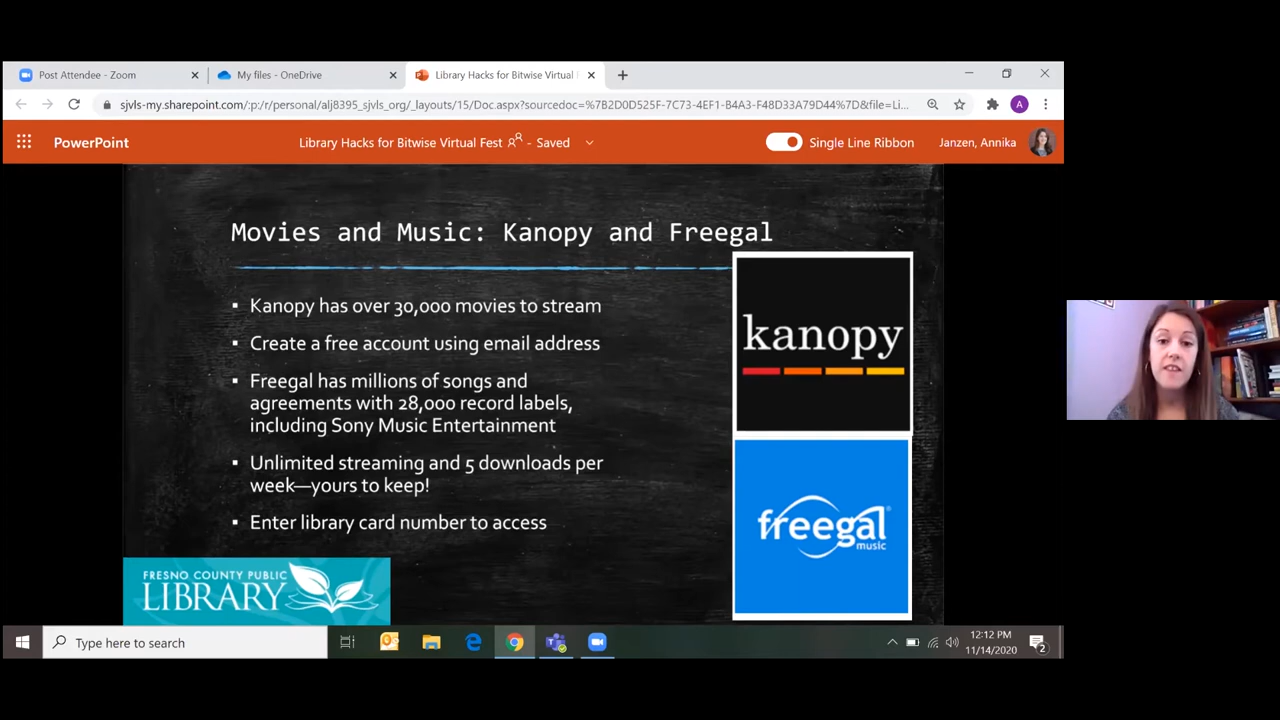 Post Attendee - Zoom
My files - OneDrive
Library Hacks for Bitwise Virtual
sjvls-my.sharepoint.com/:p:/r/personal/alj8395_sjvls_org/_layouts/15/Doc.aspx?sourcedoc=%7B2D0D525F-7C73-4EF1-B4A3-F48D33A79D44%7D&file=Li...
A
PowerPoint
Library Hacks for Bitwise Virtual Fest - Saved
Single Line Ribbon
Janzen, Annika
Movies and Music: Kanopy and Freegal
▪ Kanopy has over 30,000 movies to stream
▪ Create a free account using email address
▪ Freegal has millions of songs and
agreements with 28,000 record labels,
including Sony Music Entertainment
▪ Unlimited streaming and 5 downloads per
week—yours to keep!
▪ Enter library card number to access
kanopy
freegal®
music
FRESNO COUNTY PUBLIC
LIBRARY
Type here to search
12:12 PM
11/14/2020
2